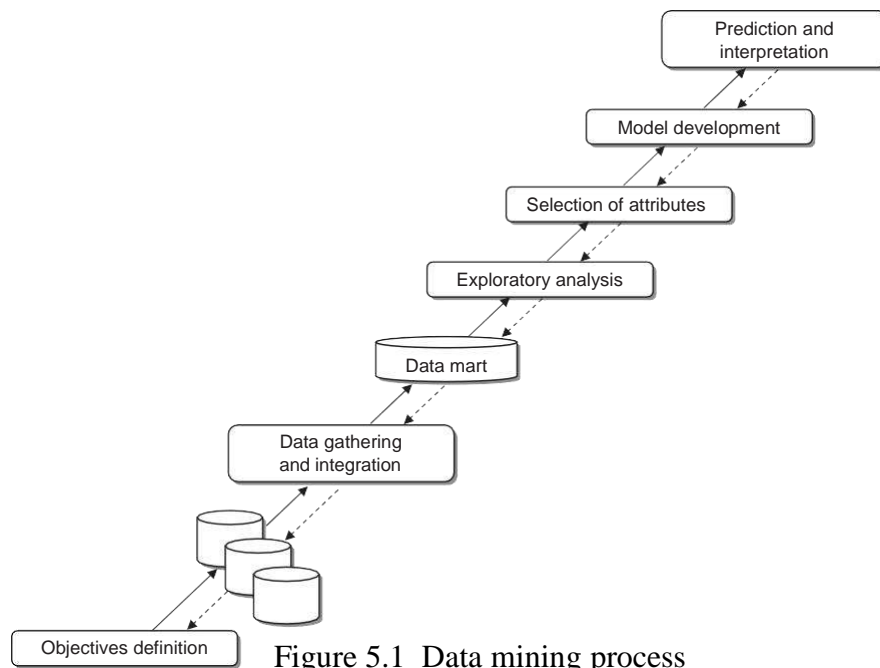 Prediction and
interpretation
Model development
Selection of attributes
Exploratory analysis
Data mart
Data gathering
and integration
Objectives definition
Figure 5.1 Data mining process